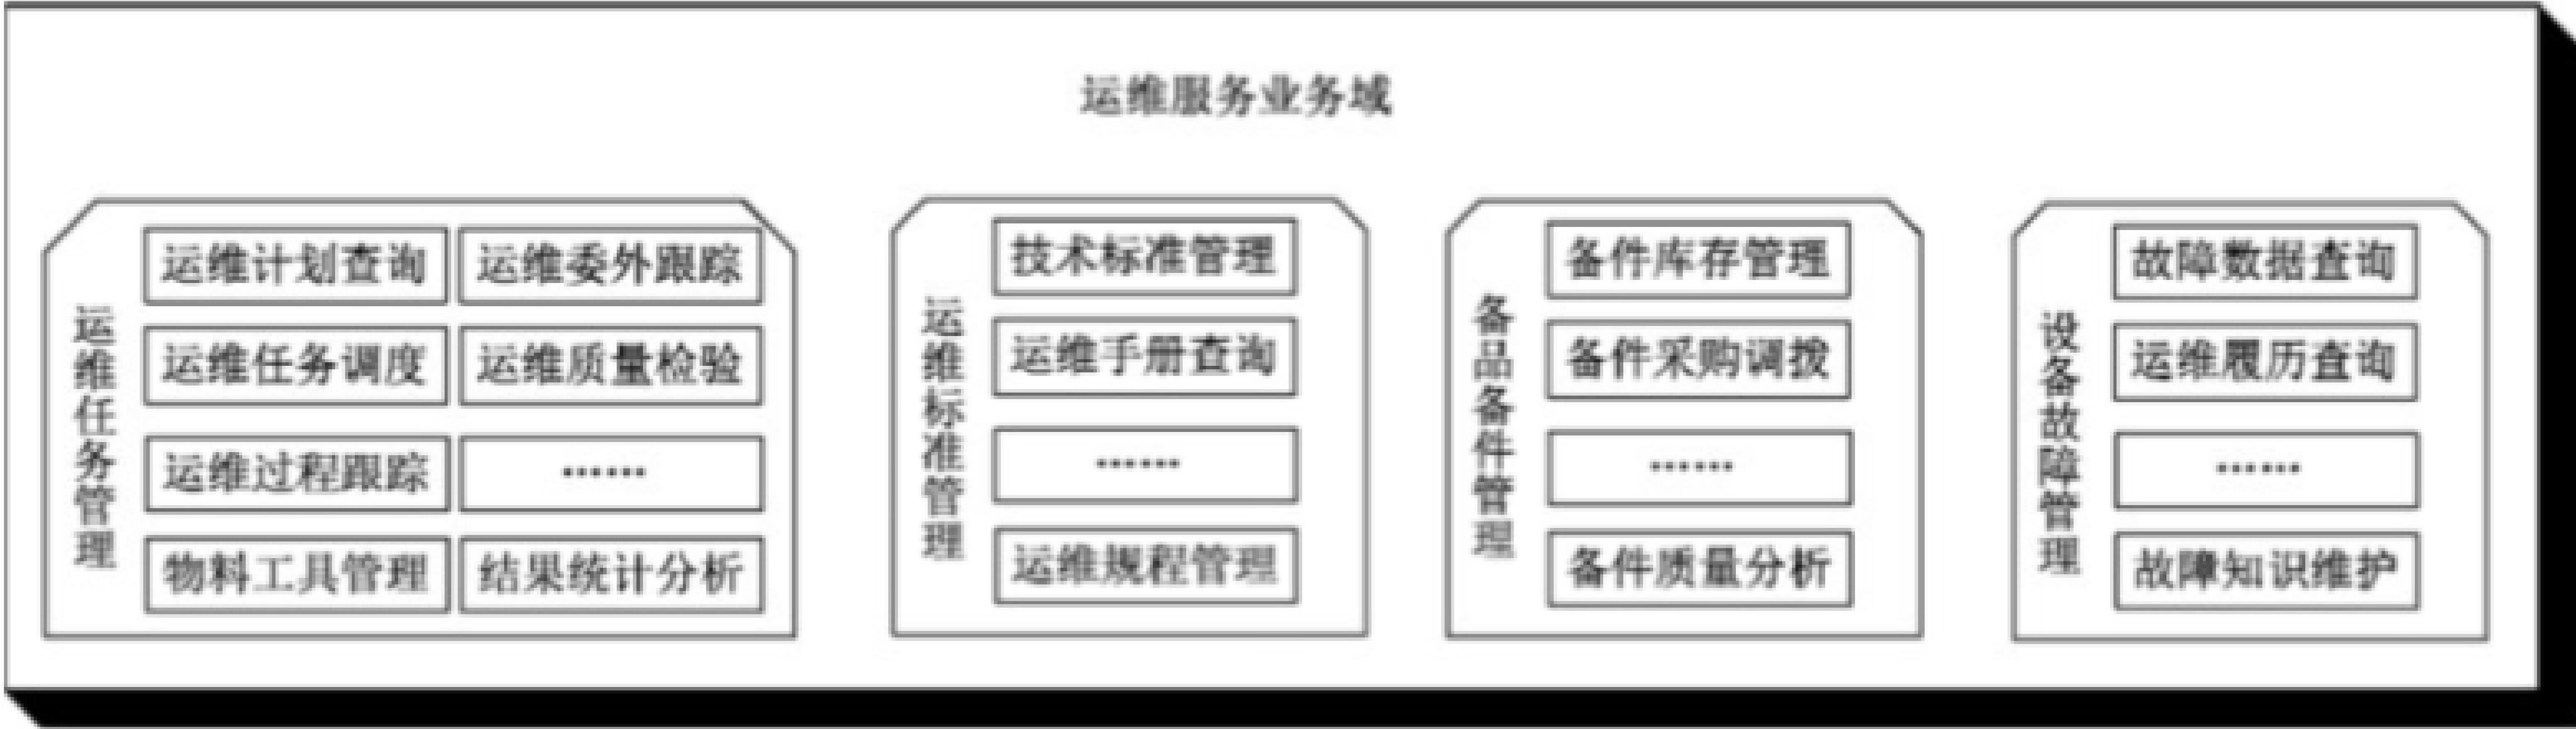 运维服务业务域
运维任务管理
运维计划查询
运维委外跟踪
运维任务调度
运维质量检验
运维过程跟踪
……
物料工具管理
结果统计分析
运维标准管理
技术标准管理
运维手册查询
……
运维规程管理
备品备件管理
备件库存管理
备件采购调拨
……
备件质量分析
设备故障管理
故障数据查询
运维履历查询
……
故障知识维护